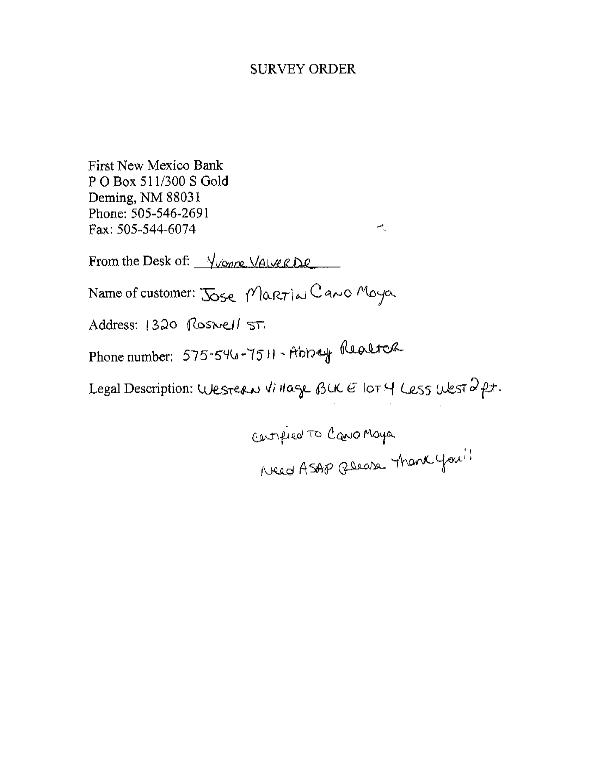 SURVEY ORDER
First New Mexico Bank
P O Box 511/300 S Gold
Deming, NM 88031
Phone: 505-546-2691
Fax: 505-544-6074
From the Desk of: Yvonne Valverde
Name of customer: Jose Martin Cano Moya
Address: 1320 Roswell ST.
Phone number: 575-546-7511 - Abbey Realtor
Legal Description: Western Village BLK E lot 4 Less West 2 ft.
Certified To Cano Moya
Need ASAP Please Thank you!!